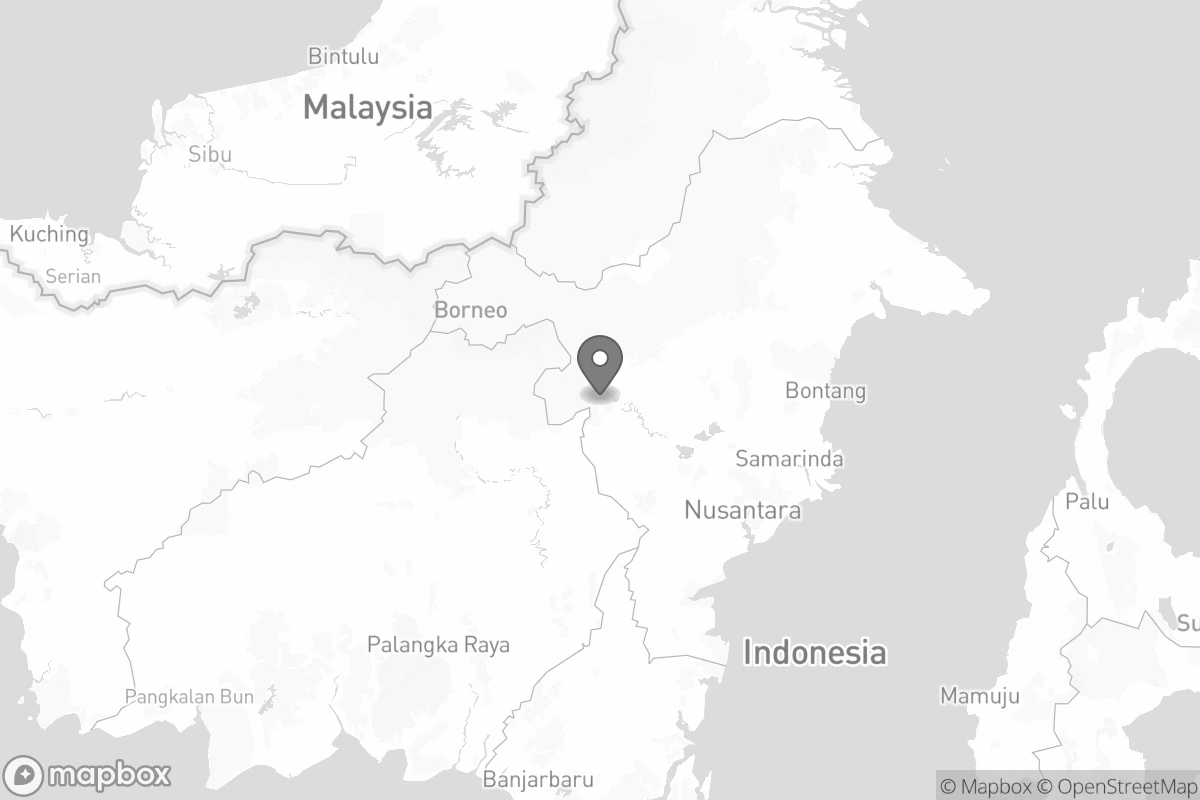 Bintulu
Malaysia
Sibu
Kuching
Serian
Borneo
Bontang
Samarinda
Palu
Nusantara
Su
Palangka Raya
Indonesia
Pangkalan Bun
Mamuju
Banjarbaru
mapbox
© Mapbox © OpenStreetMap